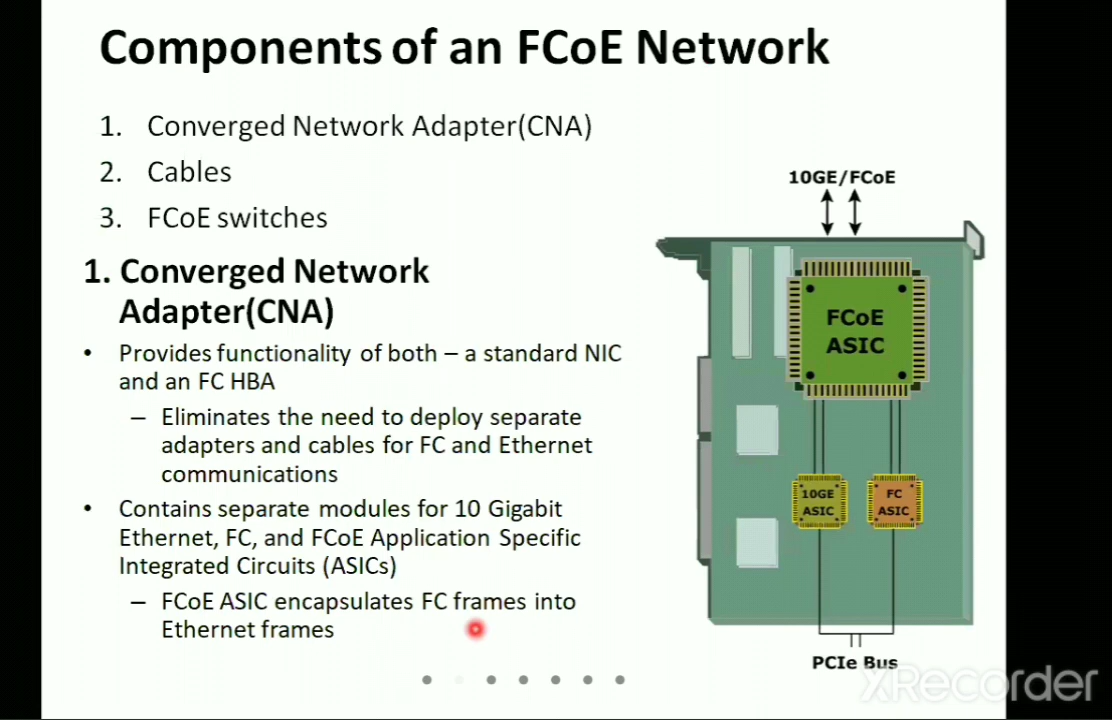 Components of an FCoE Network
1. Converged Network Adapter(CNA)
2. Cables
3. FCoE switches
1. Converged Network
Adapter(CNA)
• Provides functionality of both – a standard NIC
and an FC HBA
– Eliminates the need to deploy separate
adapters and cables for FC and Ethernet
communications
• Contains separate modules for 10 Gigabit
Ethernet, FC, and FCoE Application Specific
Integrated Circuits (ASICs)
– FCoE ASIC encapsulates FC frames into
Ethernet frames
10GE/FCoE
FCoE
ASIC
10GE
ASIC
FC
ASIC
PCIe Bus
XRecorder